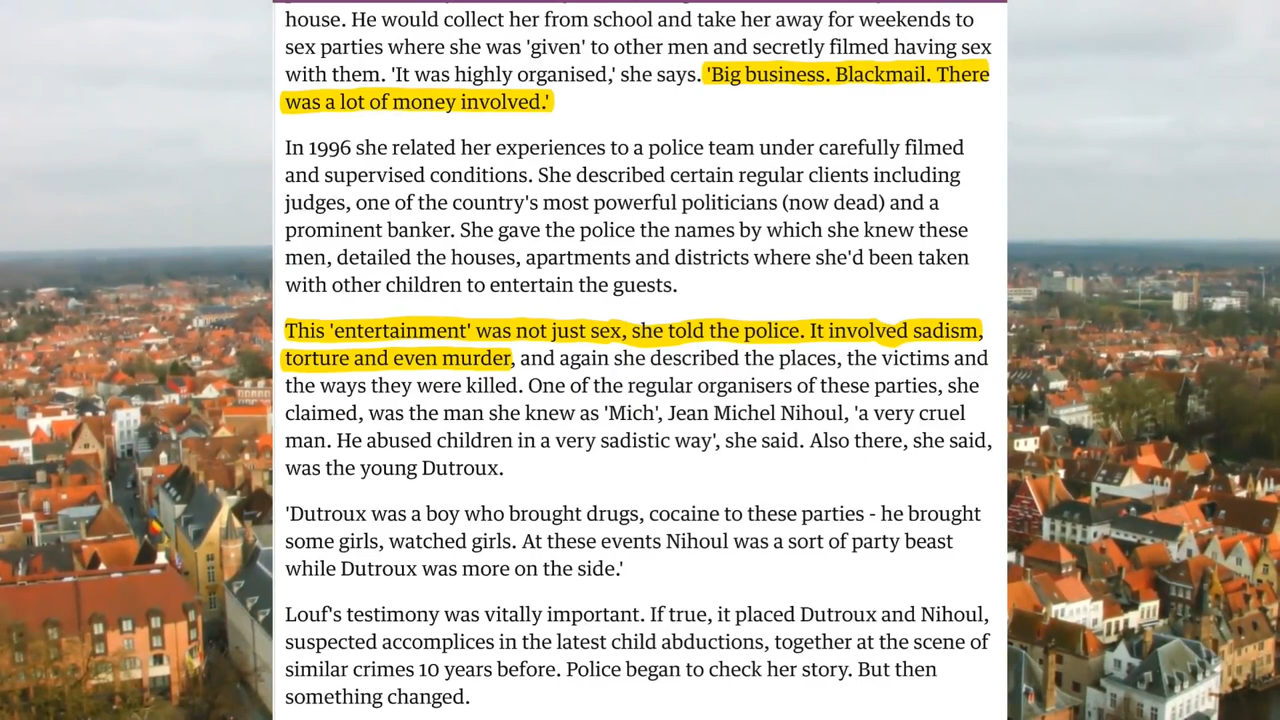 house. He would collect her from school and take her away for weekends to
sex parties where she was 'given' to other men and secretly filmed having sex
with them. 'It was highly organised,' she says. 'Big business. Blackmail. There
was a lot of money involved.'
In 1996 she related her experiences to a police team under carefully filmed
and supervised conditions. She described certain regular clients including
judges, one of the country's most powerful politicians (now dead) and a
prominent banker. She gave the police the names by which she knew these
men, detailed the houses, apartments and districts where she'd been taken
with other children to entertain the guests.
This 'entertainment' was not just sex, she told the police. It involved sadism,
torture and even murder, and again she described the places, the victims and
the ways they were killed. One of the regular organisers of these parties, she
claimed, was the man she knew as 'Mich', Jean Michel Nihoul, 'a very cruel
man. He abused children in a very sadistic way', she said. Also there, she said,
was the young Dutroux.
'Dutroux was a boy who brought drugs, cocaine to these parties - he brought
some girls, watched girls. At these events Nihoul was a sort of party beast
while Dutroux was more on the side.'
Louf's testimony was vitally important. If true, it placed Dutroux and Nihoul,
suspected accomplices in the latest child abductions, together at the scene of
similar crimes 10 years before. Police began to check her story. But then
something changed.